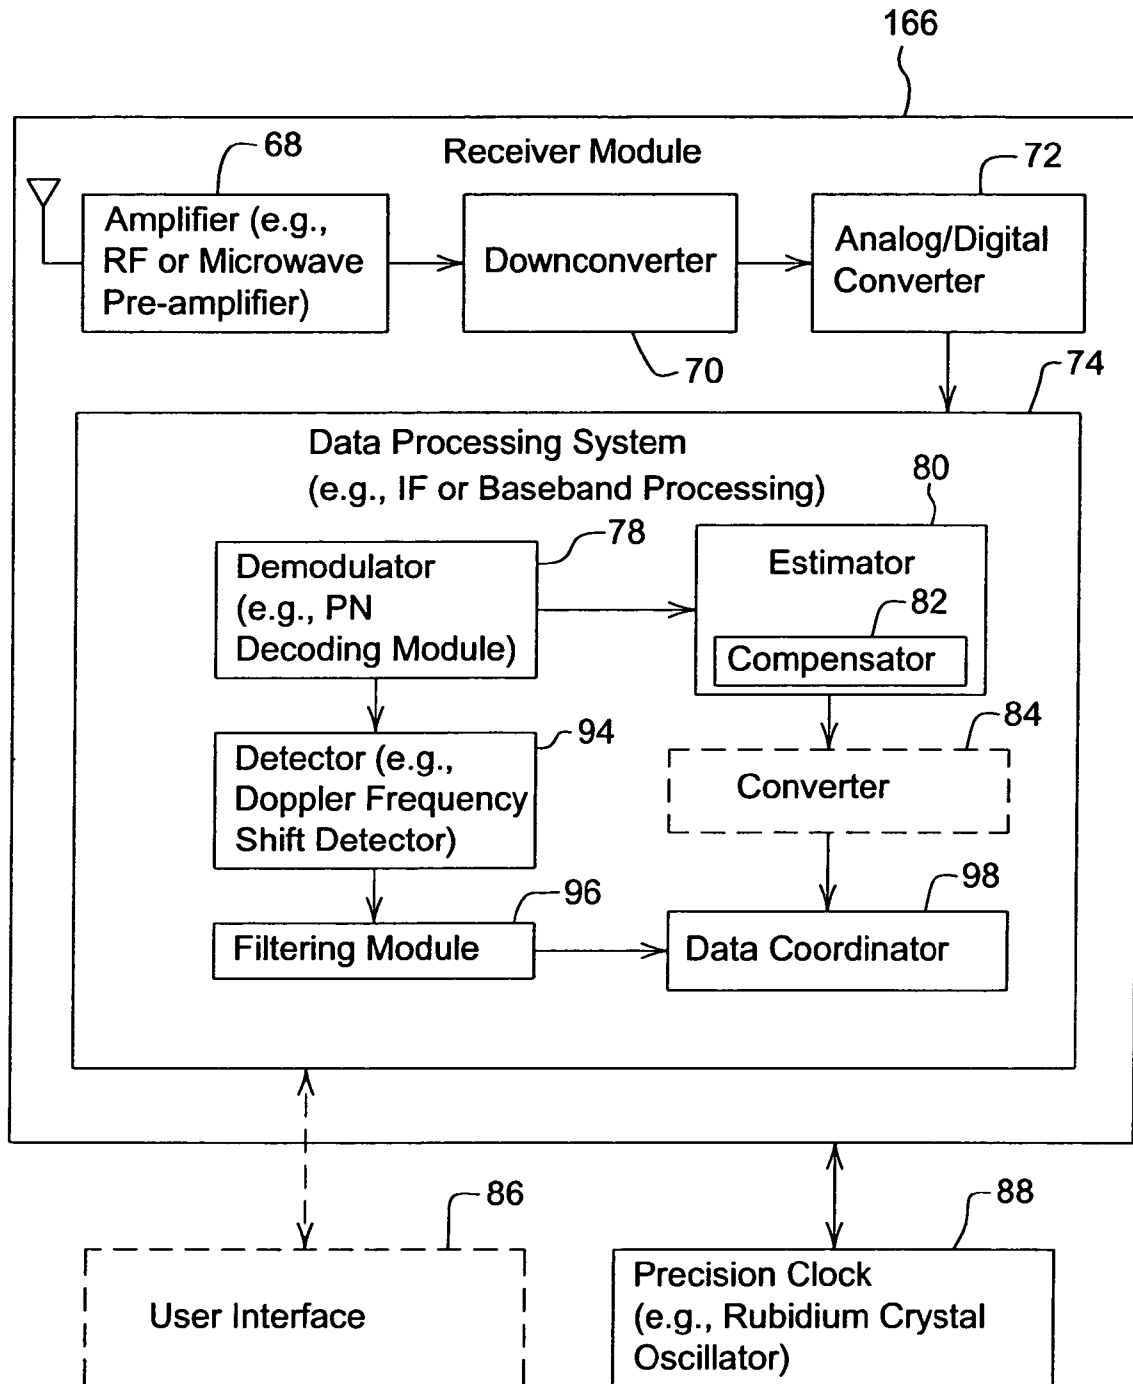 166
Receiver Module
68
72
Amplifier (e.g.,
RF or Microwave
Pre-amplifier)
Downconverter
Analog/Digital
Converter
70
74
Data Processing System
(e.g., IF or Baseband Processing)
80
78
Demodulator
(e.g., PN
Decoding Module)
Estimator
82
Compensator
94
84
Detector (e.g.,
Doppler Frequency
Shift Detector)
Converter
96
98
Filtering Module
Data Coordinator
86
88
User Interface
Precision Clock
(e.g., Rubidium Crystal
Oscillator)